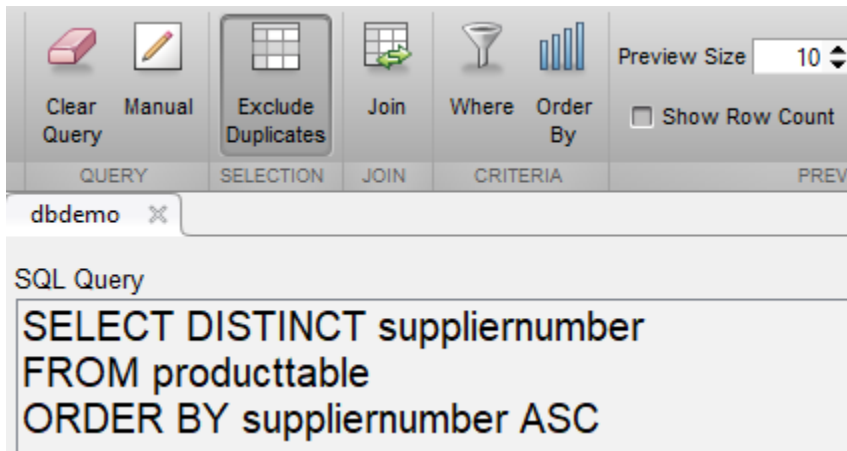 Clear Query
Manual
Exclude Duplicates
Join
Where
Order By
Preview Size 10
Show Row Count
QUERY
SELECTION
JOIN
CRITERIA
PREV
dbdemo
SQL Query
SELECT DISTINCT suppliernumber
FROM producttable
ORDER BY suppliernumber ASC